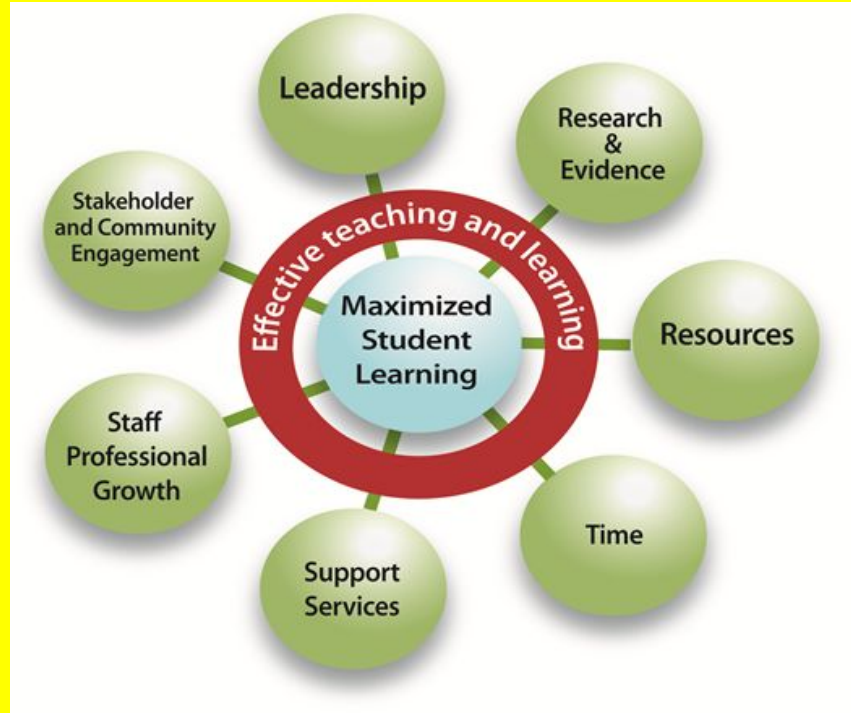 Leadership
Research
&
Evidence
Stakeholder
and Community
Engagement
Effective teaching and learning
Maximized
Student
Learning
Resources
Staff
Professional
Growth
Time
Support
Services